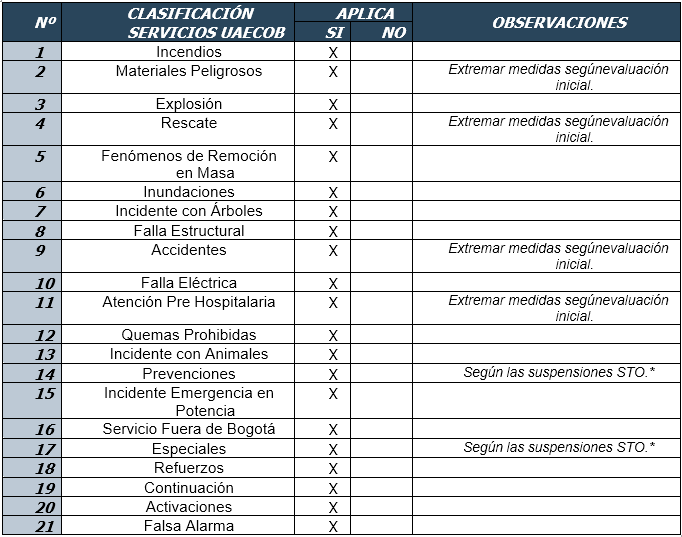 Nº CLASIFICACIÓN SERVICIOS UAECOB APLICA OBSERVACIONES
SI NO
1 Incendios X
2 Materiales Peligrosos X Extremar medidas segúnevaluación
inicial.
3 Explosión X
4 Rescate X Extremar medidas segúnevaluación
inicial.
5 Fenómenos de Remoción X
en Masa
6 Inundaciones X
7 Incidente con Árboles X
8 Falla Estructural X
9 Accidentes X Extremar medidas segúnevaluación
inicial.
10 Falla Eléctrica X
11 Atención Pre Hospitalaria X Extremar medidas segúnevaluación
inicial.
12 Quemas Prohibidas X
13 Incidente con Animales X
14 Prevenciones X Según las suspensiones STO.*
15 Incidente Emergencia en X
Potencia
16 Servicio Fuera de Bogotá X
17 Especiales X Según las suspensiones STO.*
18 Refuerzos X
19 Continuación X
20 Activaciones X
21 Falsa Alarma X